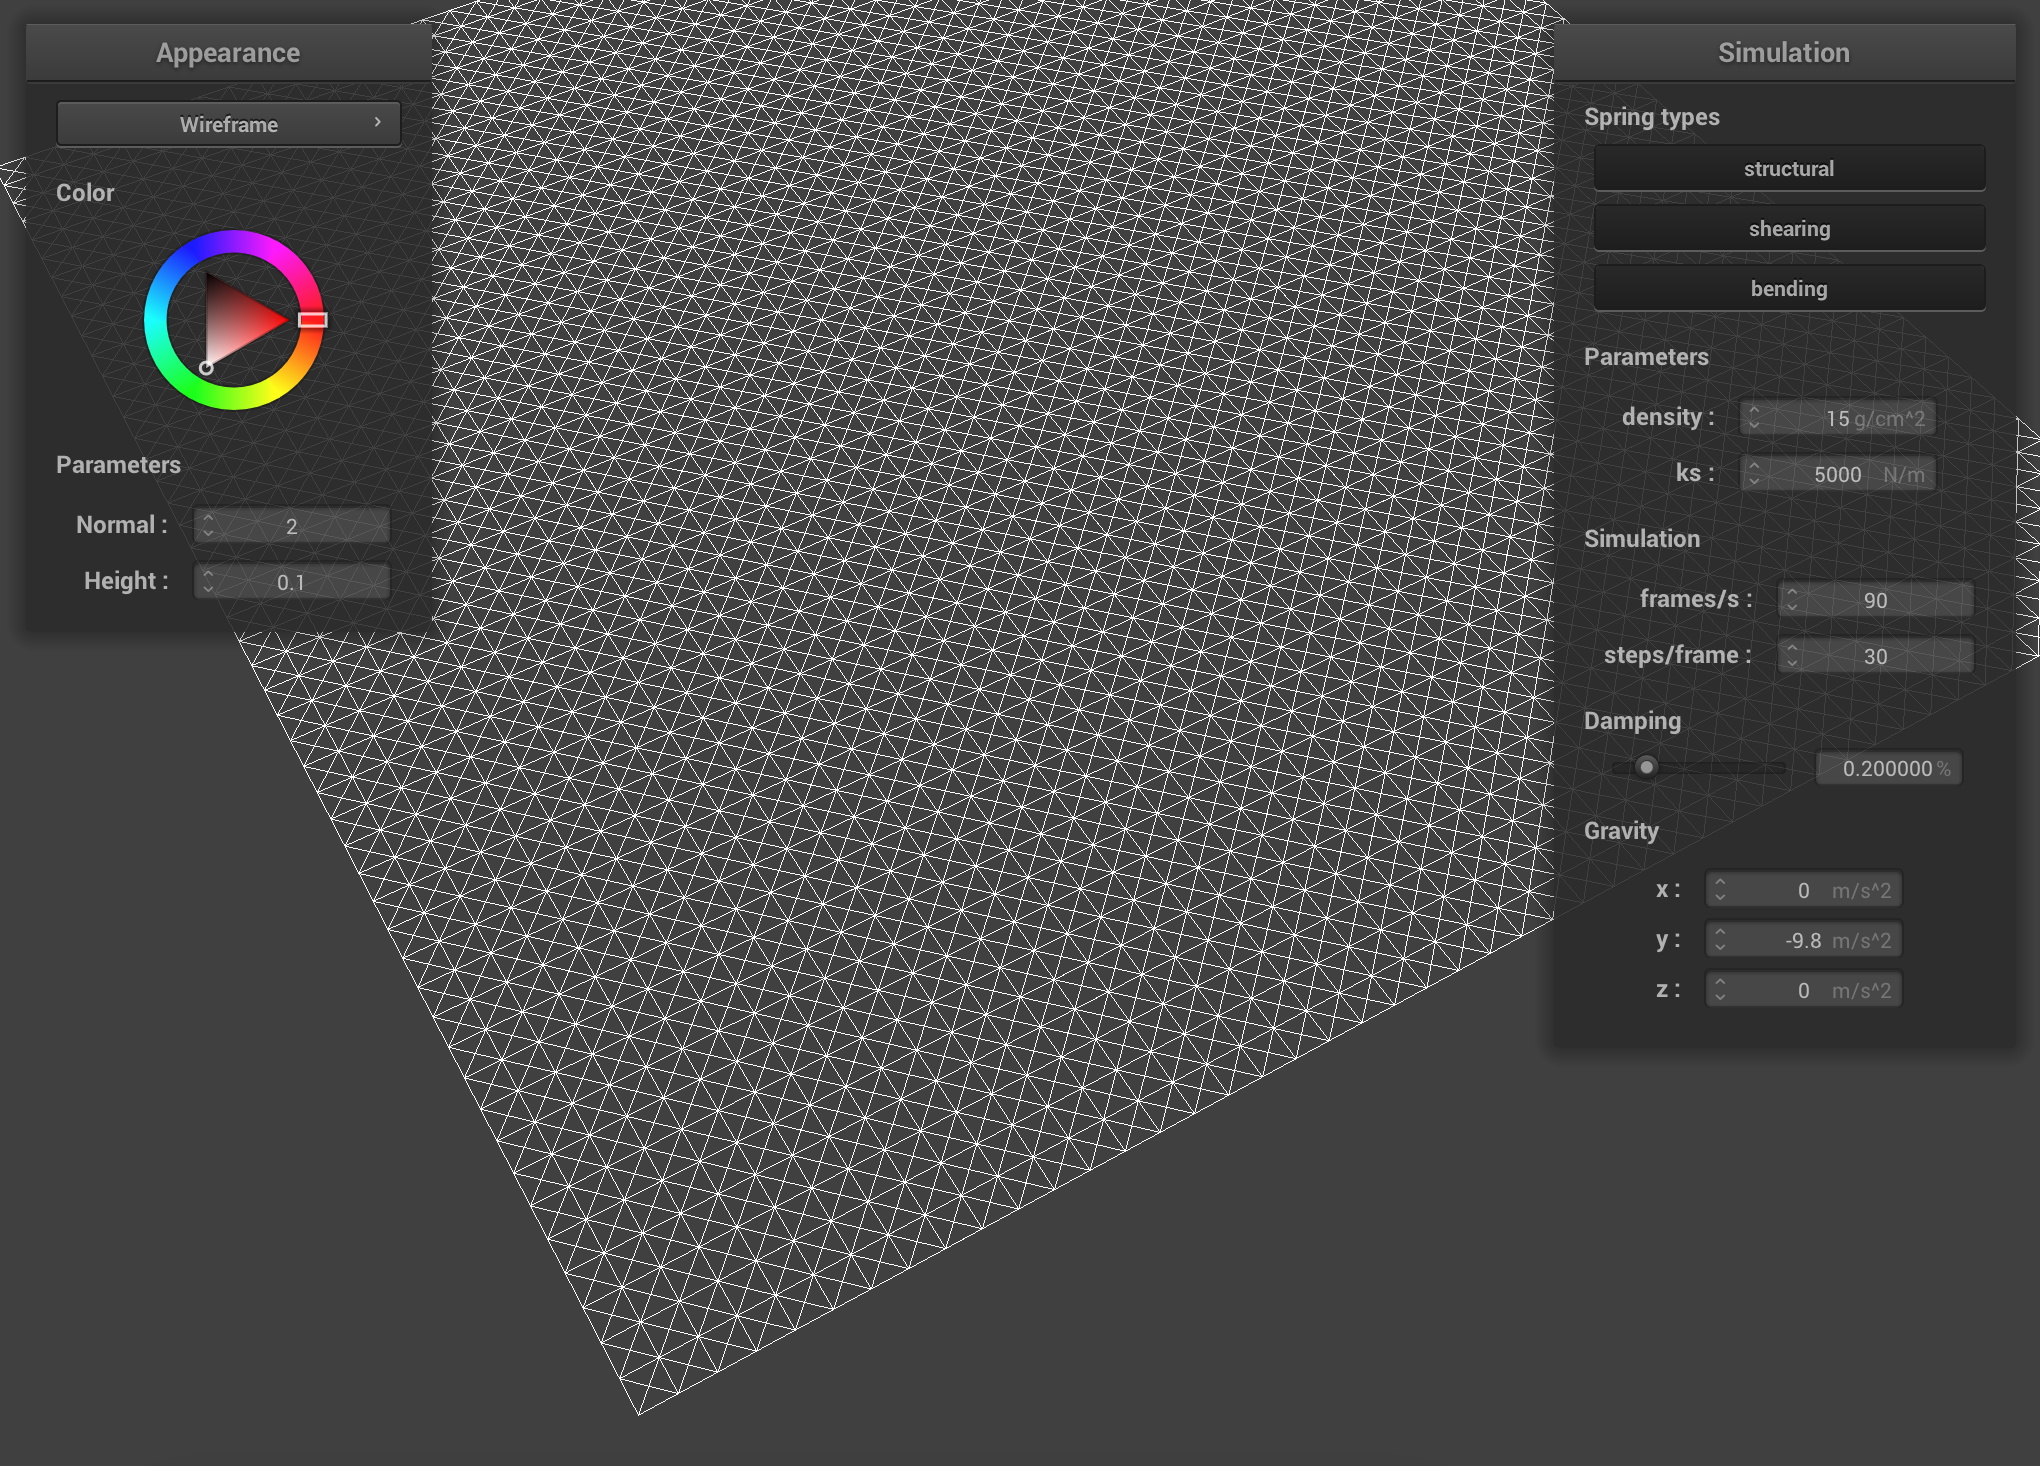 Appearance
Wireframe
Color
Parameters
Normal : 2
Height : 0.1
Simulation
Spring types
structural
shearing
bending
Parameters
density : 15 g/cm^2
ks : 5000 N/m
Simulation
frames/s : 90
steps/frame : 30
Damping
0.200000 %
Gravity
x : 0 m/s^2
y : -9.8 m/s^2
z : 0 m/s^2